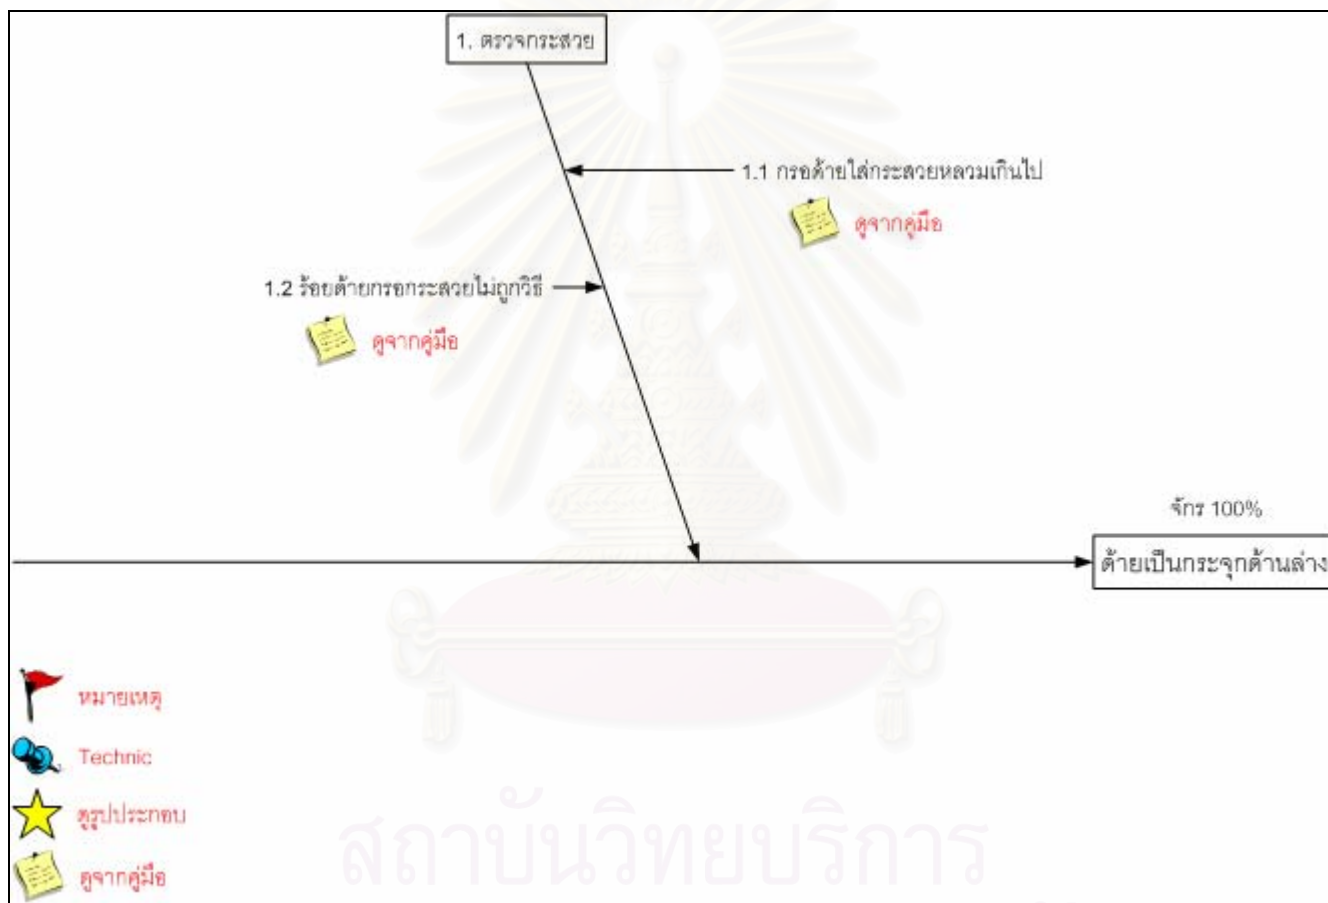 1. ตรวจกระสวย
1.1 กรอด้ายใส่กระสวยหลวมเกินไป
ดูจากคู่มือ
1.2 ร้อยด้ายกรอกระสวยไม่ถูกวิธี
ดูจากคู่มือ
จักร 100%
ด้ายเป็นกระจุกด้านล่าง
หมายเหตุ
Technic
ดูรูปประกอบ
ดูจากคู่มือ
สถาบันวิทยบริการ